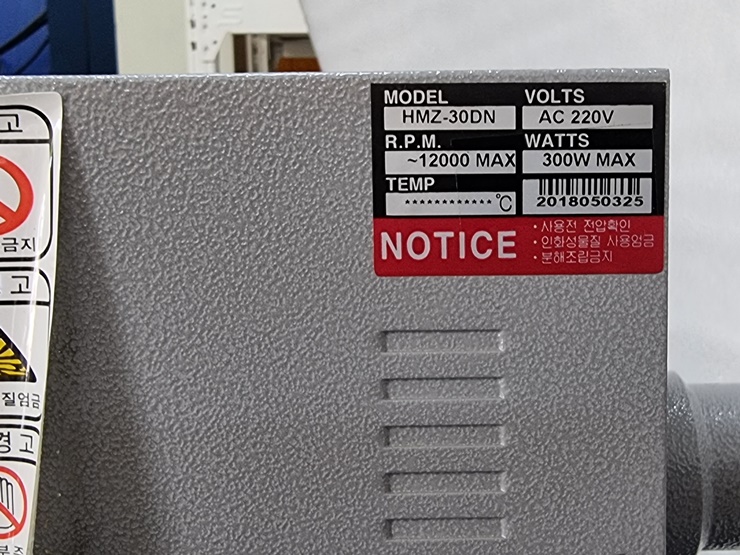 MODEL VOLTS
HMZ-30DN AC 220V
R.P.M. WATTS
~12000 MAX 300W MAX
TEMP
************℃ 2018050325
NOTICE
·사용전 전압확인
·인화성물질 사용엄금
·분해조립금지
고
금지
고
질엄금
경고